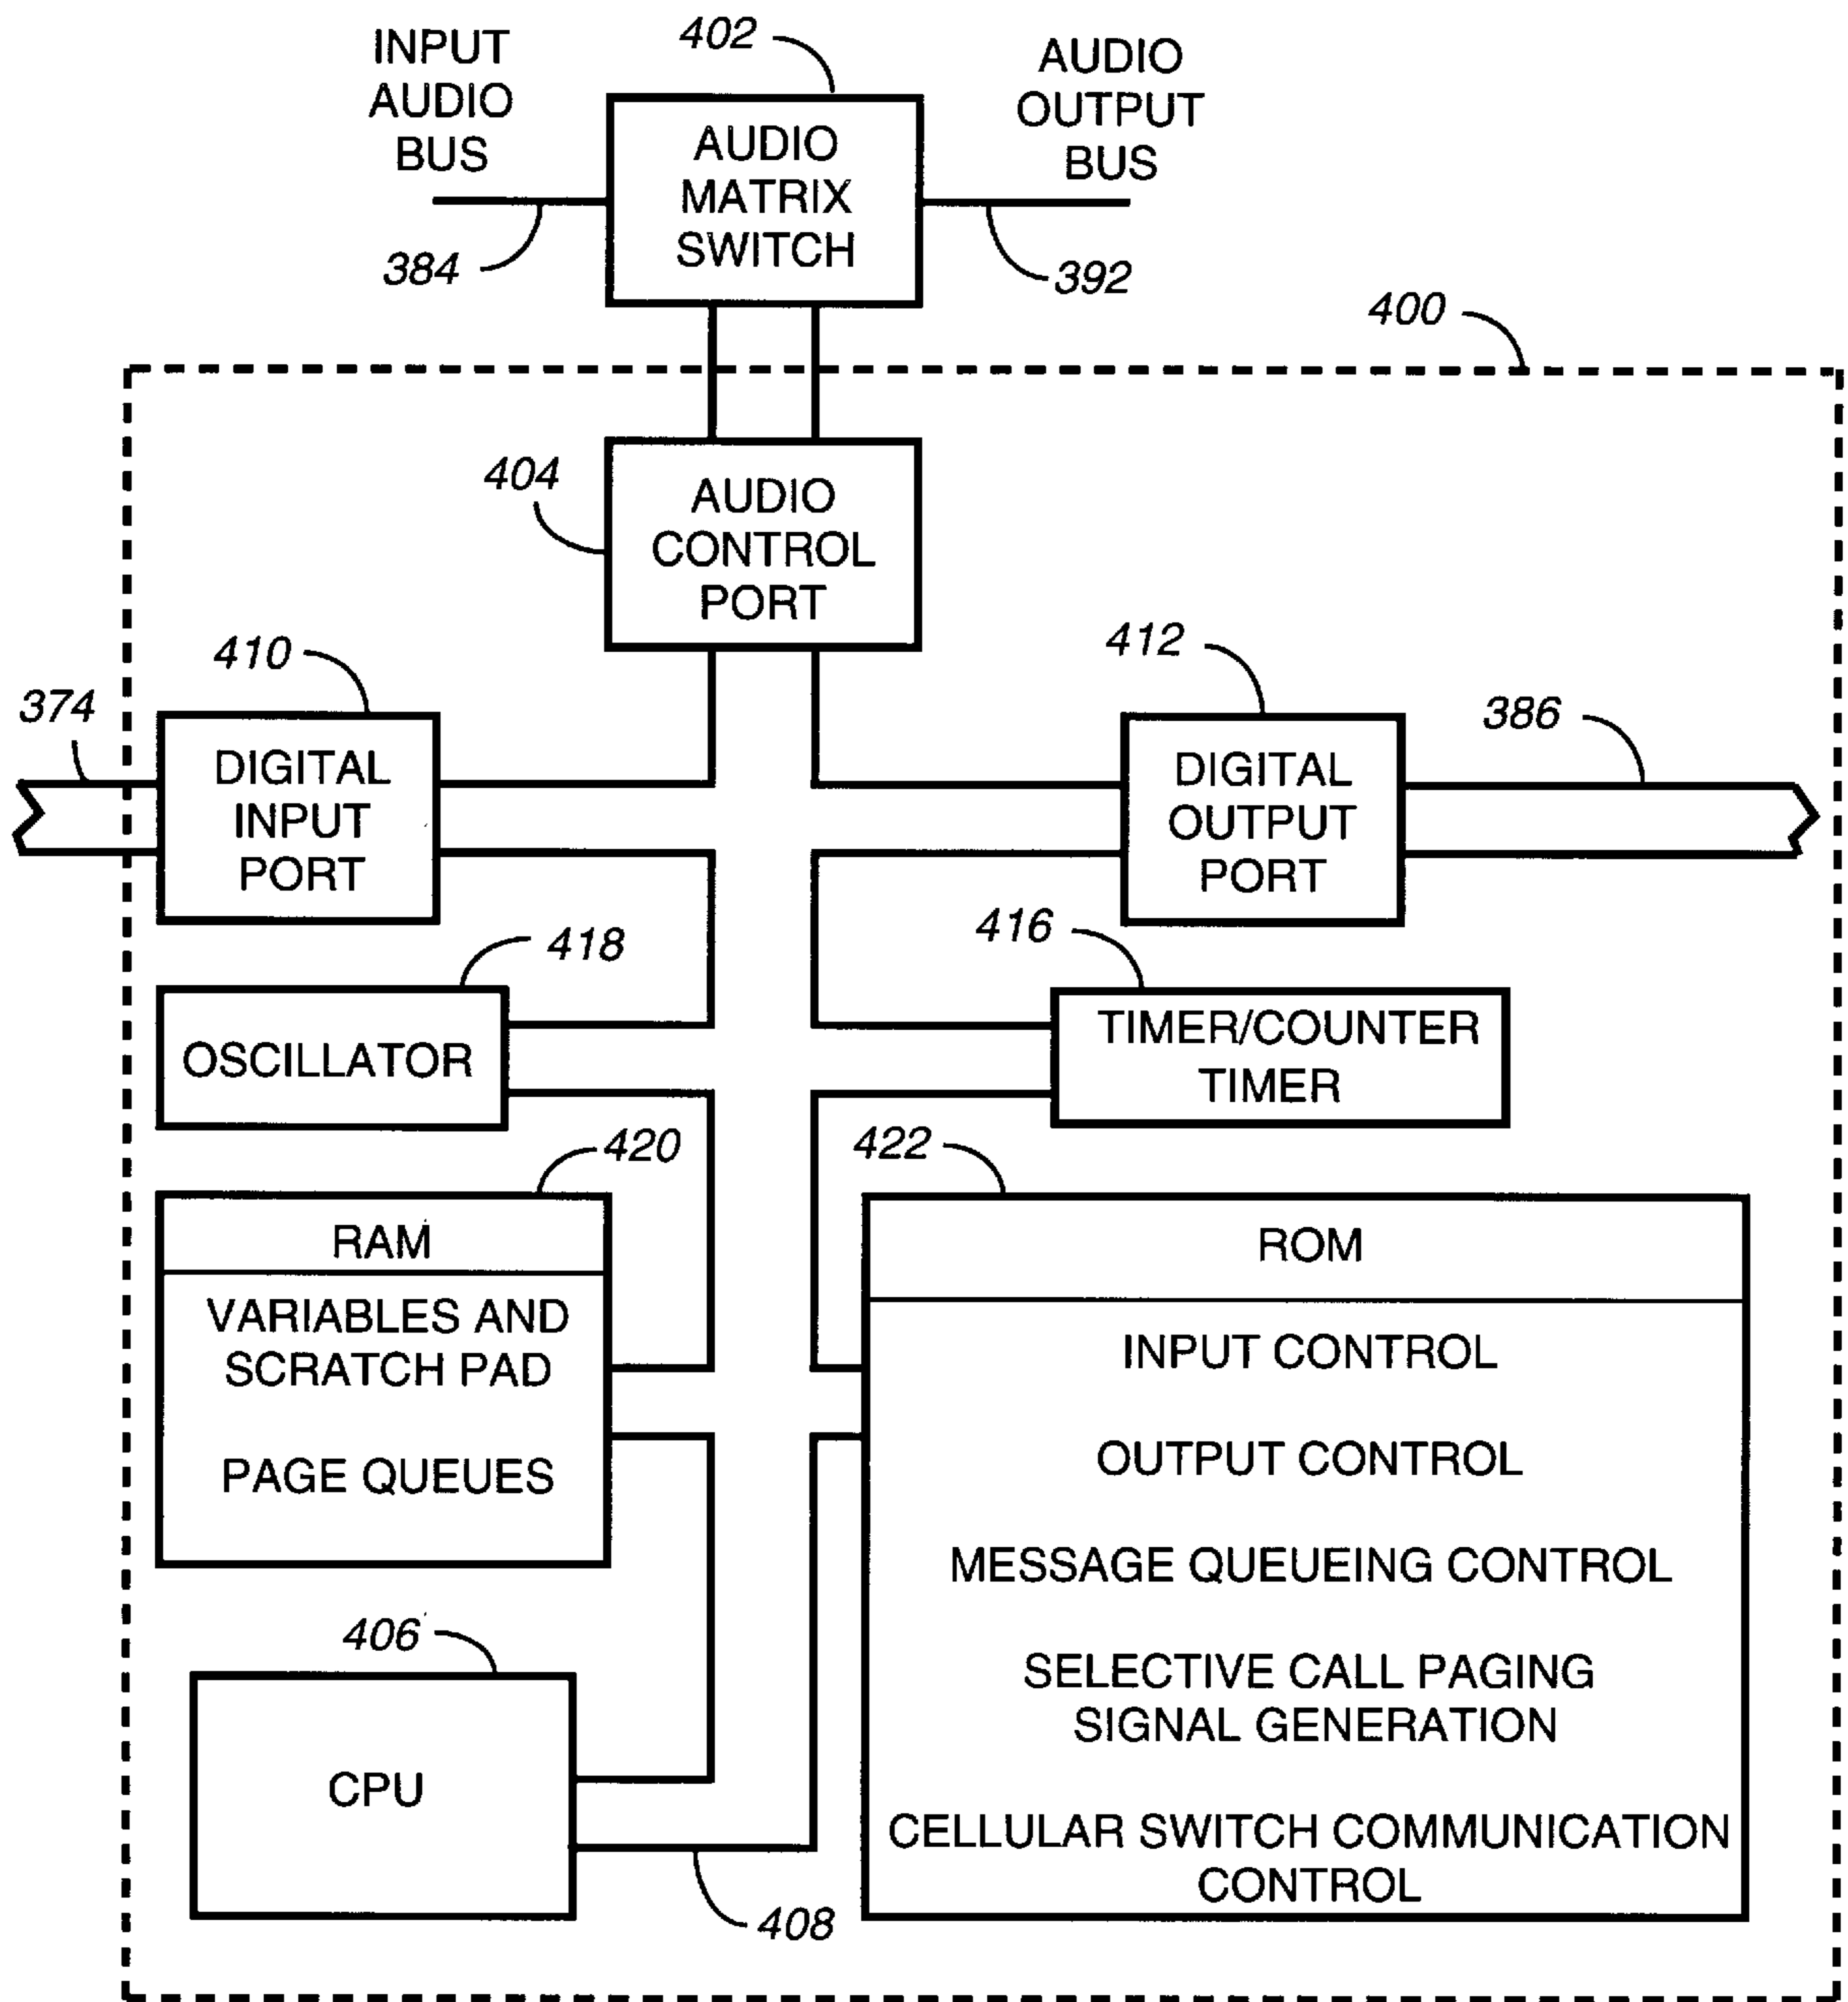 INPUT
AUDIO
BUS
402
AUDIO
OUTPUT
BUS
AUDIO
MATRIX
SWITCH
384
392
400
404
AUDIO
CONTROL
PORT
410
412
374
386
DIGITAL
INPUT
PORT
DIGITAL
OUTPUT
PORT
418
416
OSCILLATOR
TIMER/COUNTER
TIMER
420
422
RAM
VARIABLES AND
SCRATCH PAD
PAGE QUEUES
ROM
INPUT CONTROL
OUTPUT CONTROL
MESSAGE QUEUEING CONTROL
SELECTIVE CALL PAGING
SIGNAL GENERATION
CELLULAR SWITCH COMMUNICATION
CONTROL
406
CPU
408